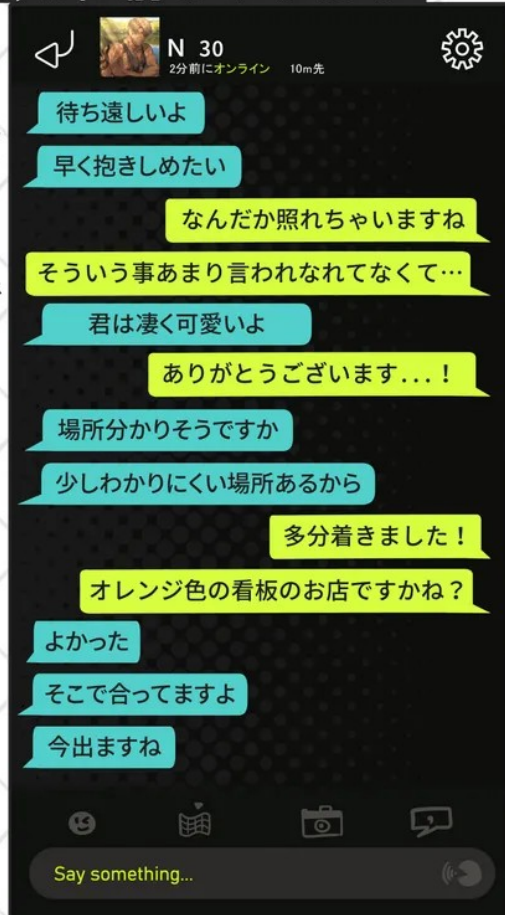 N 30
2分前にオンライン 10m先
待ち遠しいよ
早く抱きしめたい
なんだか照れちゃいますね
そういう事あまり言われなれてなくて…
君は凄く可愛いよ
ありがとうございます...！
場所分かりそうですか
少しわかりにくい場所あるから
多分着きました！
オレンジ色の看板のお店ですかね？
よかった
そこで合ってますよ
今出ますね
Say something...